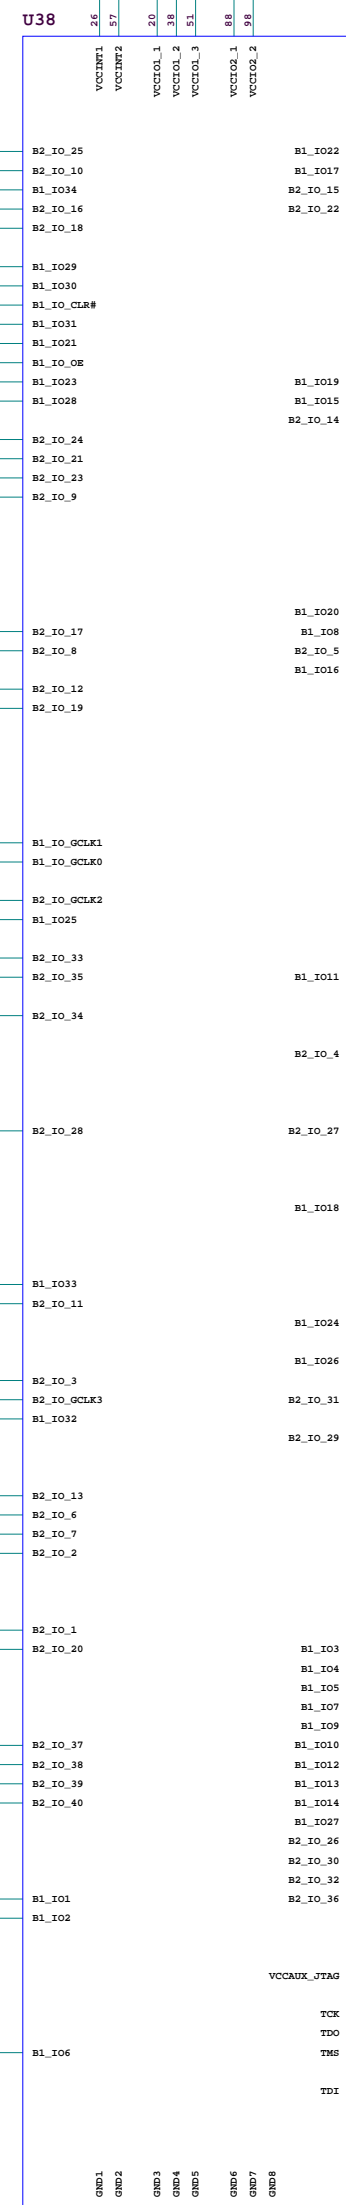 U38
26 57 20 38 51 88 98
VCCINT1 VCCINT2 VCCIO1_1 VCCIO1_2 VCCIO1_3 VCCIO2_1 VCCIO2_2
B2_IO_25 B1_IO22
B2_IO_10 B1_IO17
B1_IO34 B2_IO_15
B2_IO_16 B2_IO_22
B2_IO_18
B1_IO29
B1_IO30
B1_IO_CLR#
B1_IO31
B1_IO21
B1_IO_OE
B1_IO23 B1_IO19
B1_IO28 B1_IO15
B2_IO_14
B2_IO_24
B2_IO_21
B2_IO_23
B2_IO_9
B1_IO20
B2_IO_17 B1_IO8
B2_IO_8 B2_IO_5
B1_IO16
B2_IO_12
B2_IO_19
B1_IO_GCLK1
B1_IO_GCLK0
B2_IO_GCLK2
B1_IO25
B2_IO_33
B2_IO_35 B1_IO11
B2_IO_34
B2_IO_4
B2_IO_28 B2_IO_27
B1_IO18
B1_IO33
B2_IO_11
B1_IO24
B1_IO26
B2_IO_3
B2_IO_GCLK3 B2_IO_31
B1_IO32
B2_IO_29
B2_IO_13
B2_IO_6
B2_IO_7
B2_IO_2
B2_IO_1
B2_IO_20 B1_IO3
B1_IO4
B1_IO5
B1_IO7
B1_IO9
B2_IO_37 B1_IO10
B2_IO_38 B1_IO12
B2_IO_39 B1_IO13
B2_IO_40 B1_IO14
B1_IO27
B2_IO_26
B2_IO_30
B2_IO_32
B1_IO1 B2_IO_36
B1_IO2
VCCAUX_JTAG
TCK
TDO
B1_IO6 TMS
TDI
GND1 GND2 GND3 GND4 GND5 GND6 GND7 GND8